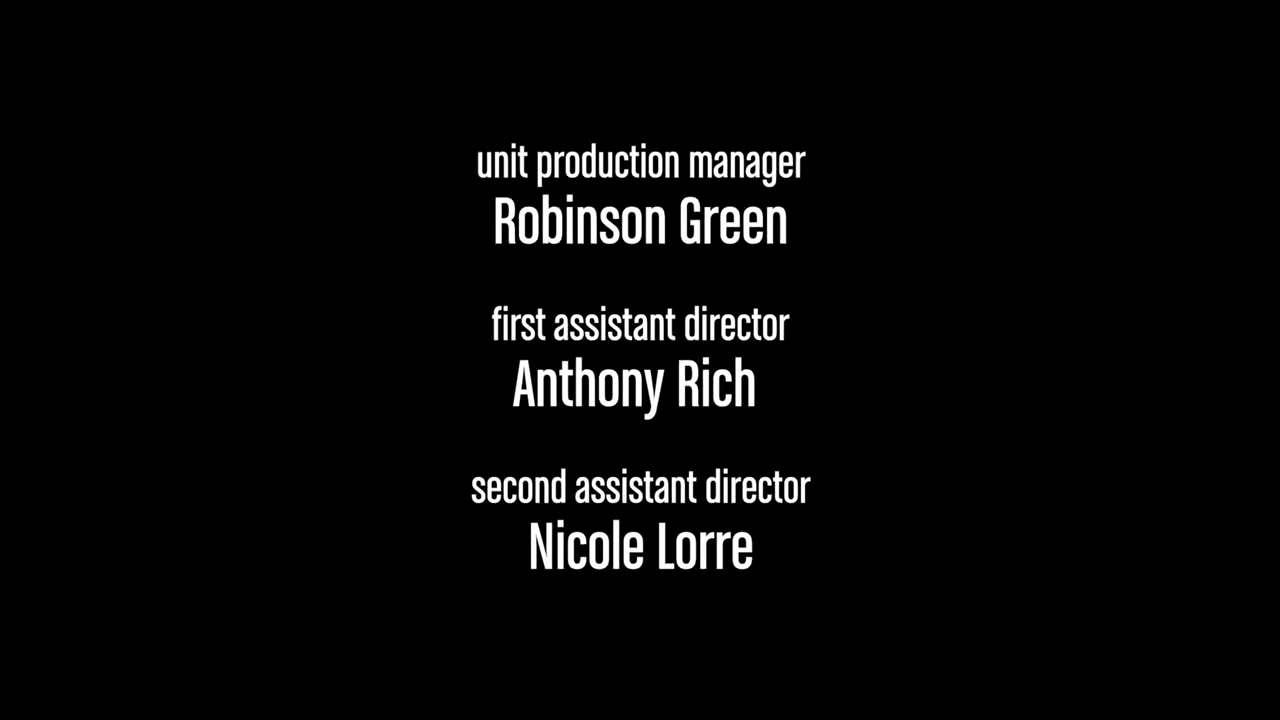 unit production manager
Robinson Green
first assistant director
Anthony Rich
second assistant director
Nicole Lorre